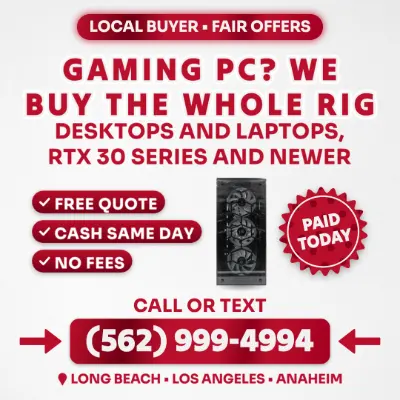 LOCAL BUYER • FAIR OFFERS
GAMING PC? WE
BUY THE WHOLE RIG
DESKTOPS AND LAPTOPS,
RTX 30 SERIES AND NEWER
FREE QUOTE
CASH SAME DAY
NO FEES
PAID
TODAY
CALL OR TEXT
(562) 999-4994
LONG BEACH • LOS ANGELES • ANAHEIM